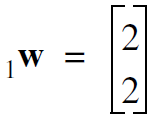 ₁𝐰 = [2
2]